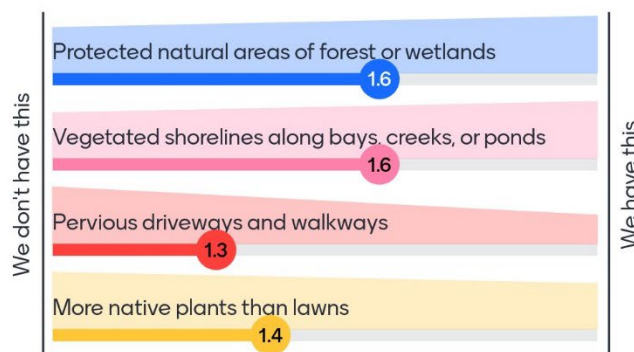 We don't have this
Protected natural areas of forest or wetlands
1.6
Vegetated shorelines along bays, creeks, or ponds
1.6
Pervious driveways and walkways
1.3
More native plants than lawns
1.4
We have this